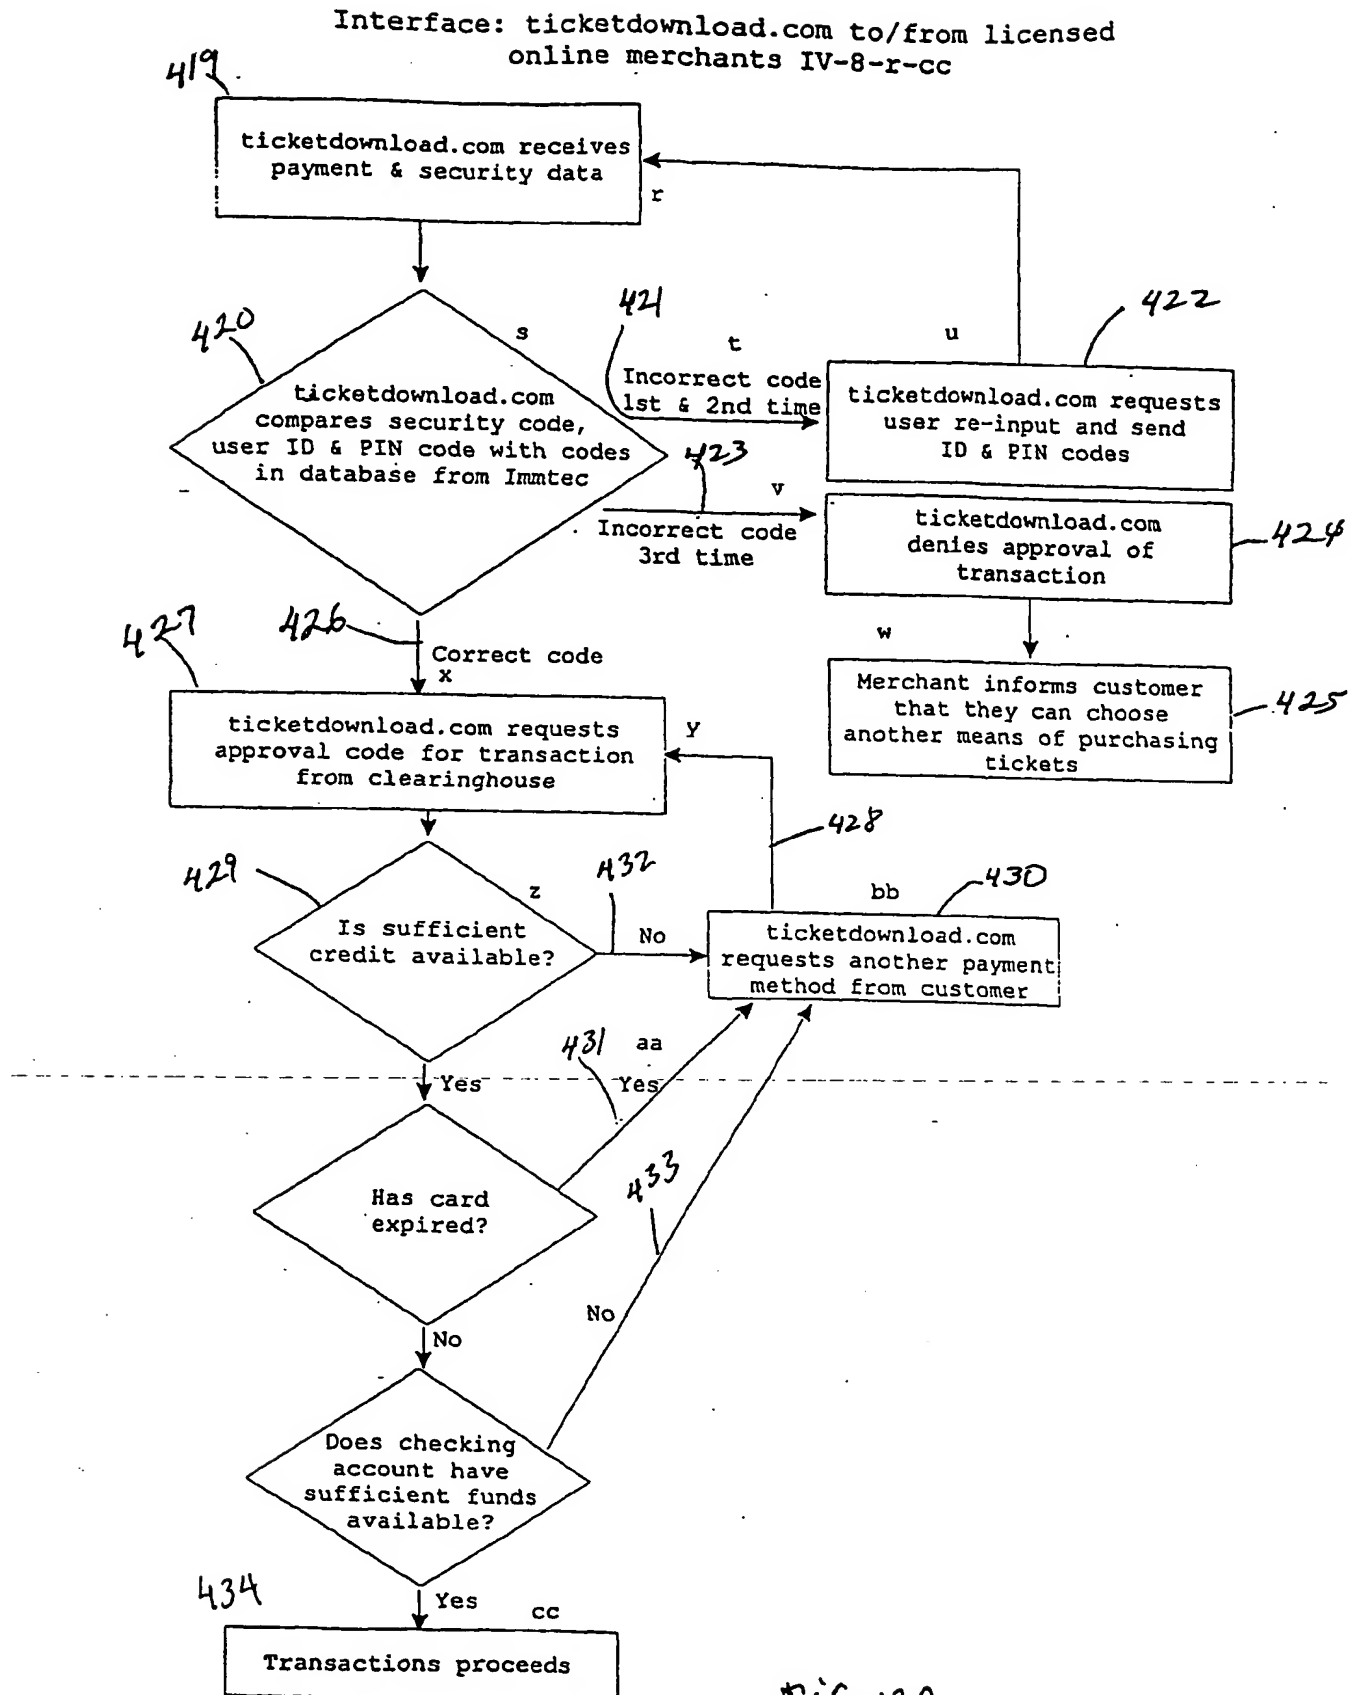 Interface: ticketdownload.com to/from licensed
online merchants IV-8-r-cc
419
ticketdownload.com receives
payment & security data
r
420
s
ticketdownload.com
compares security code,
user ID & PIN code with codes
in database from Immtec
421
t
Incorrect code
1st & 2nd time
u
422
ticketdownload.com requests
user re-input and send
ID & PIN codes
423
v
Incorrect code
3rd time
ticketdownload.com
denies approval of
transaction
424
w
Merchant informs customer
that they can choose
another means of purchasing
tickets
425
426
Correct code
x
427
ticketdownload.com requests
approval code for transaction
from clearinghouse
y
428
429
z
Is sufficient
credit available?
432
No
bb
430
ticketdownload.com
requests another payment
method from customer
431
aa
Yes
Yes
Has card
expired?
433
No
No
Does checking
account have
sufficient funds
available?
434
Yes
cc
Transactions proceeds